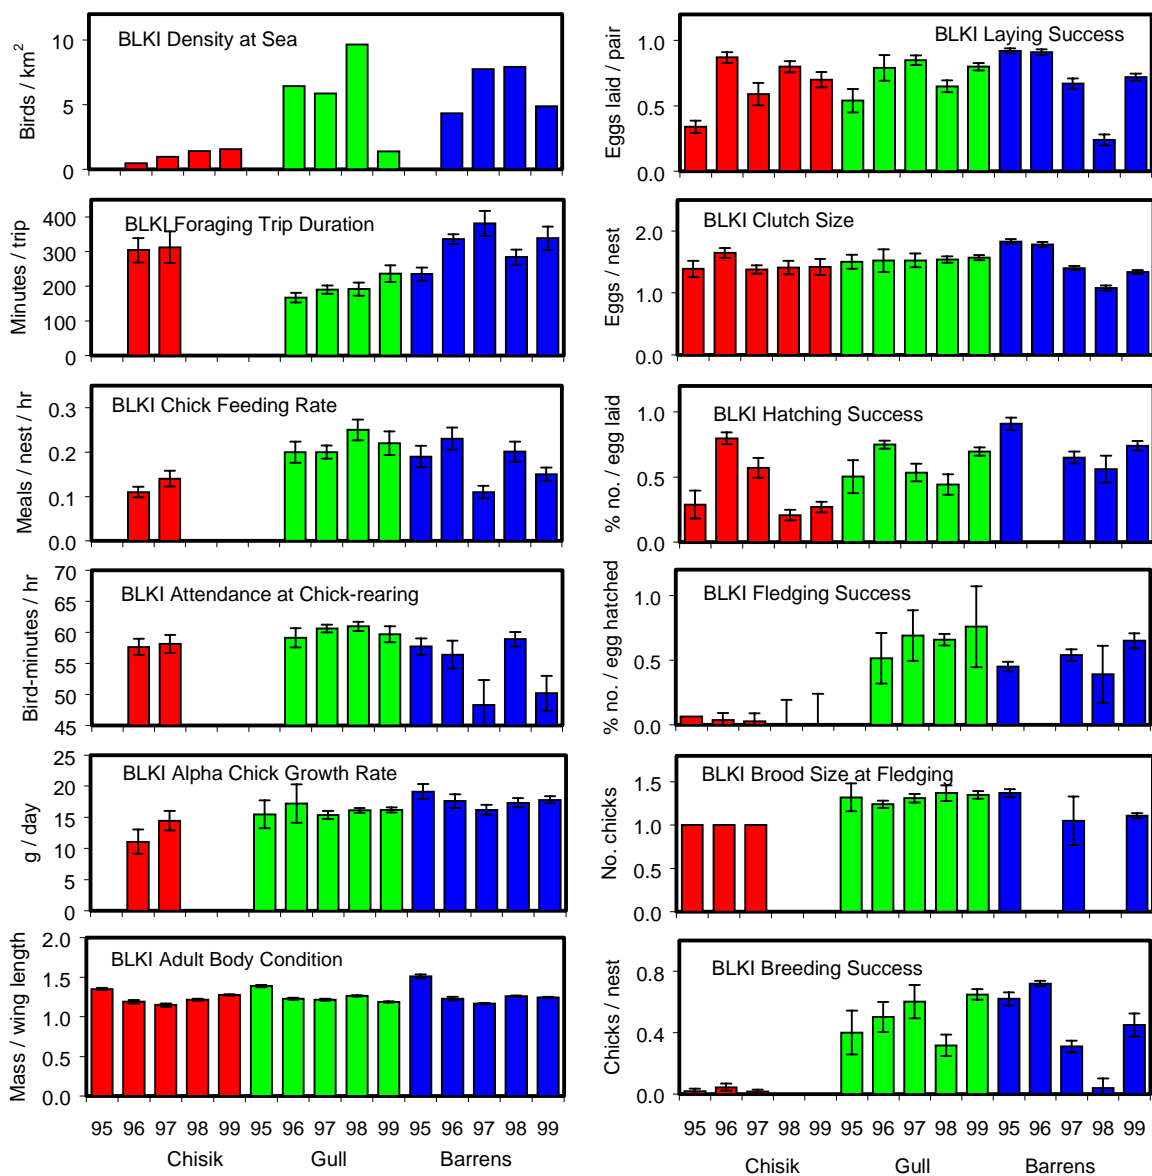 BLKI Density at Sea
Birds / km²
10
5
0
BLKI Foraging Trip Duration
Minutes / trip
400
300
200
100
0
BLKI Chick Feeding Rate
Meals / nest / hr
0.3
0.2
0.1
0.0
BLKI Attendance at Chick-rearing
Bird-minutes / hr
70
65
60
55
50
45
BLKI Alpha Chick Growth Rate
g / day
25
20
15
10
5
0
BLKI Adult Body Condition
Mass / wing length
2.0
1.5
1.0
0.5
0.0
95 96 97 98 99 95 96 97 98 99 95 96 97 98 99
Chisik Gull Barrens
BLKI Laying Success
Eggs laid / pair
1.0
0.5
0.0
BLKI Clutch Size
Eggs / nest
2.0
1.0
0.0
BLKI Hatching Success
% no. / egg laid
1.0
0.5
0.0
BLKI Fledging Success
% no. / egg hatched
1.0
0.5
0.0
BLKI Brood Size at Fledging
No. chicks
1.5
1.0
0.5
0.0
BLKI Breeding Success
Chicks / nest
0.8
0.4
0.0
95 96 97 98 99 95 96 97 98 99 95 96 97 98 99
Chisik Gull Barrens